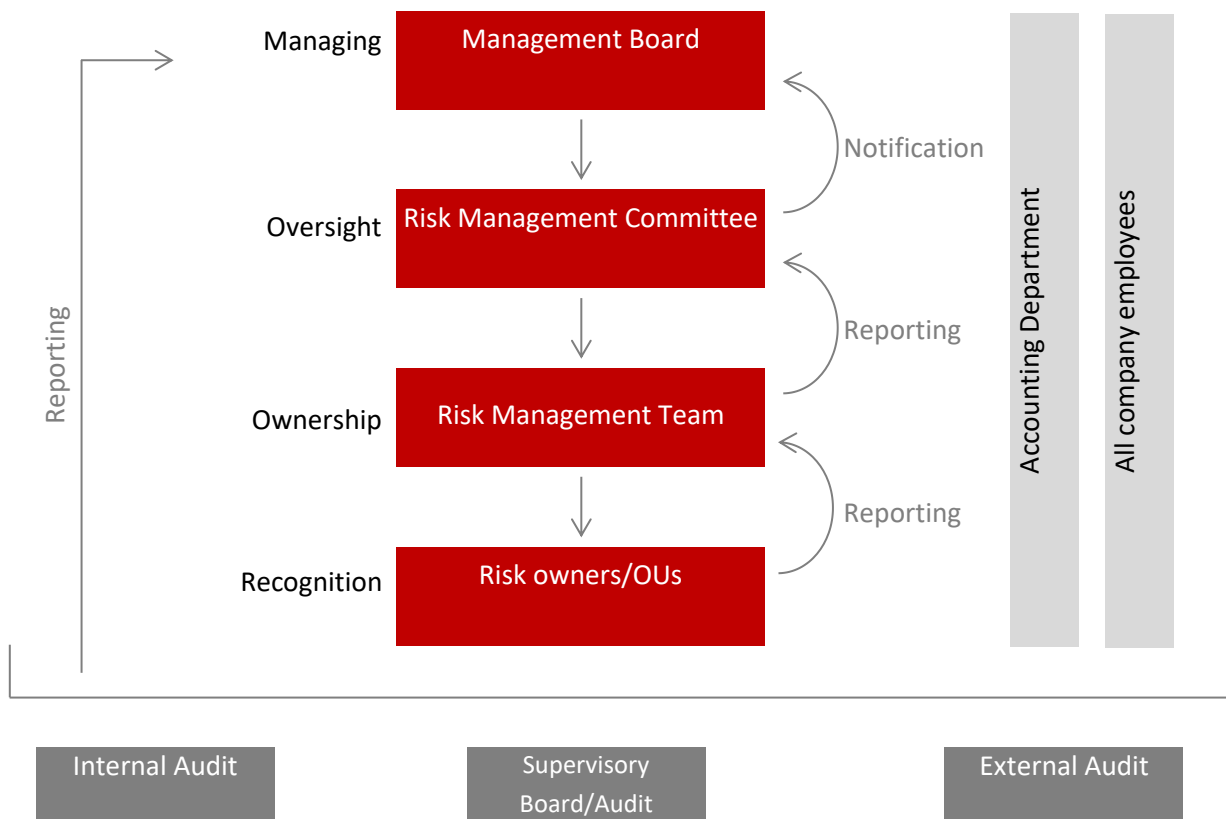 Managing
Management Board
Notification
Oversight
Risk Management Committee
Reporting
Reporting
Ownership
Risk Management Team
Reporting
Recognition
Risk owners/OUs
Accounting Department
All company employees
Internal Audit
Supervisory
Board/Audit
External Audit